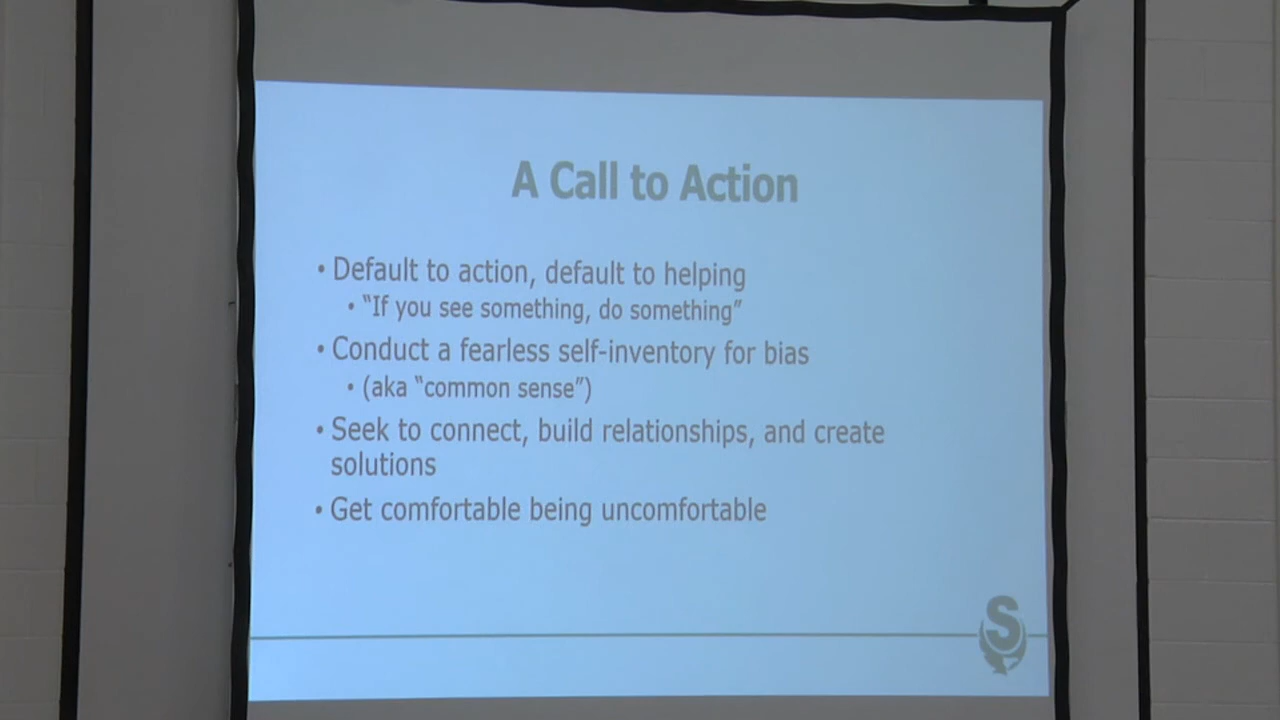 A Call to Action
• Default to action, default to helping
• “If you see something, do something”
• Conduct a fearless self-inventory for bias
• (aka “common sense”)
• Seek to connect, build relationships, and create
solutions
• Get comfortable being uncomfortable
S